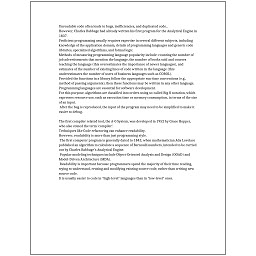 Unreadable code often leads to bugs, inefficiencies, and duplicated code.
However, Charles Babbage had already written his first program for the Analytical Engine in
1837.
Proficient programming usually requires expertise in several different subjects, including
knowledge of the application domain, details of programming languages and generic code
libraries, specialized algorithms, and formal logic.
Methods of measuring programming language popularity include: counting the number of
job advertisements that mention the language, the number of books sold and courses
teaching the language (this overestimates the importance of newer languages), and
estimates of the number of existing lines of code written in the language (this
underestimates the number of users of business languages such as COBOL).
Provided the functions in a library follow the appropriate run-time conventions (e.g.,
method of passing arguments), then these functions may be written in any other language.
Programming languages are essential for software development.
For this purpose, algorithms are classified into orders using so-called Big O notation, which
expresses resource use, such as execution time or memory consumption, in terms of the size
of an input.
After the bug is reproduced, the input of the program may need to be simplified to make it
easier to debug.
The first compiler related tool, the A-0 System, was developed in 1952 by Grace Hopper,
who also coined the term 'compiler'.
Techniques like Code refactoring can enhance readability.
However, readability is more than just programming style.
The first computer program is generally dated to 1843, when mathematician Ada Lovelace
published an algorithm to calculate a sequence of Bernoulli numbers, intended to be carried
out by Charles Babbage's Analytical Engine.
Popular modeling techniques include Object-Oriented Analysis and Design (OOAD) and
Model-Driven Architecture (MDA).
Readability is important because programmers spend the majority of their time reading,
trying to understand, reusing and modifying existing source code, rather than writing new
source code.
It is usually easier to code in "high-level" languages than in "low-level" ones.